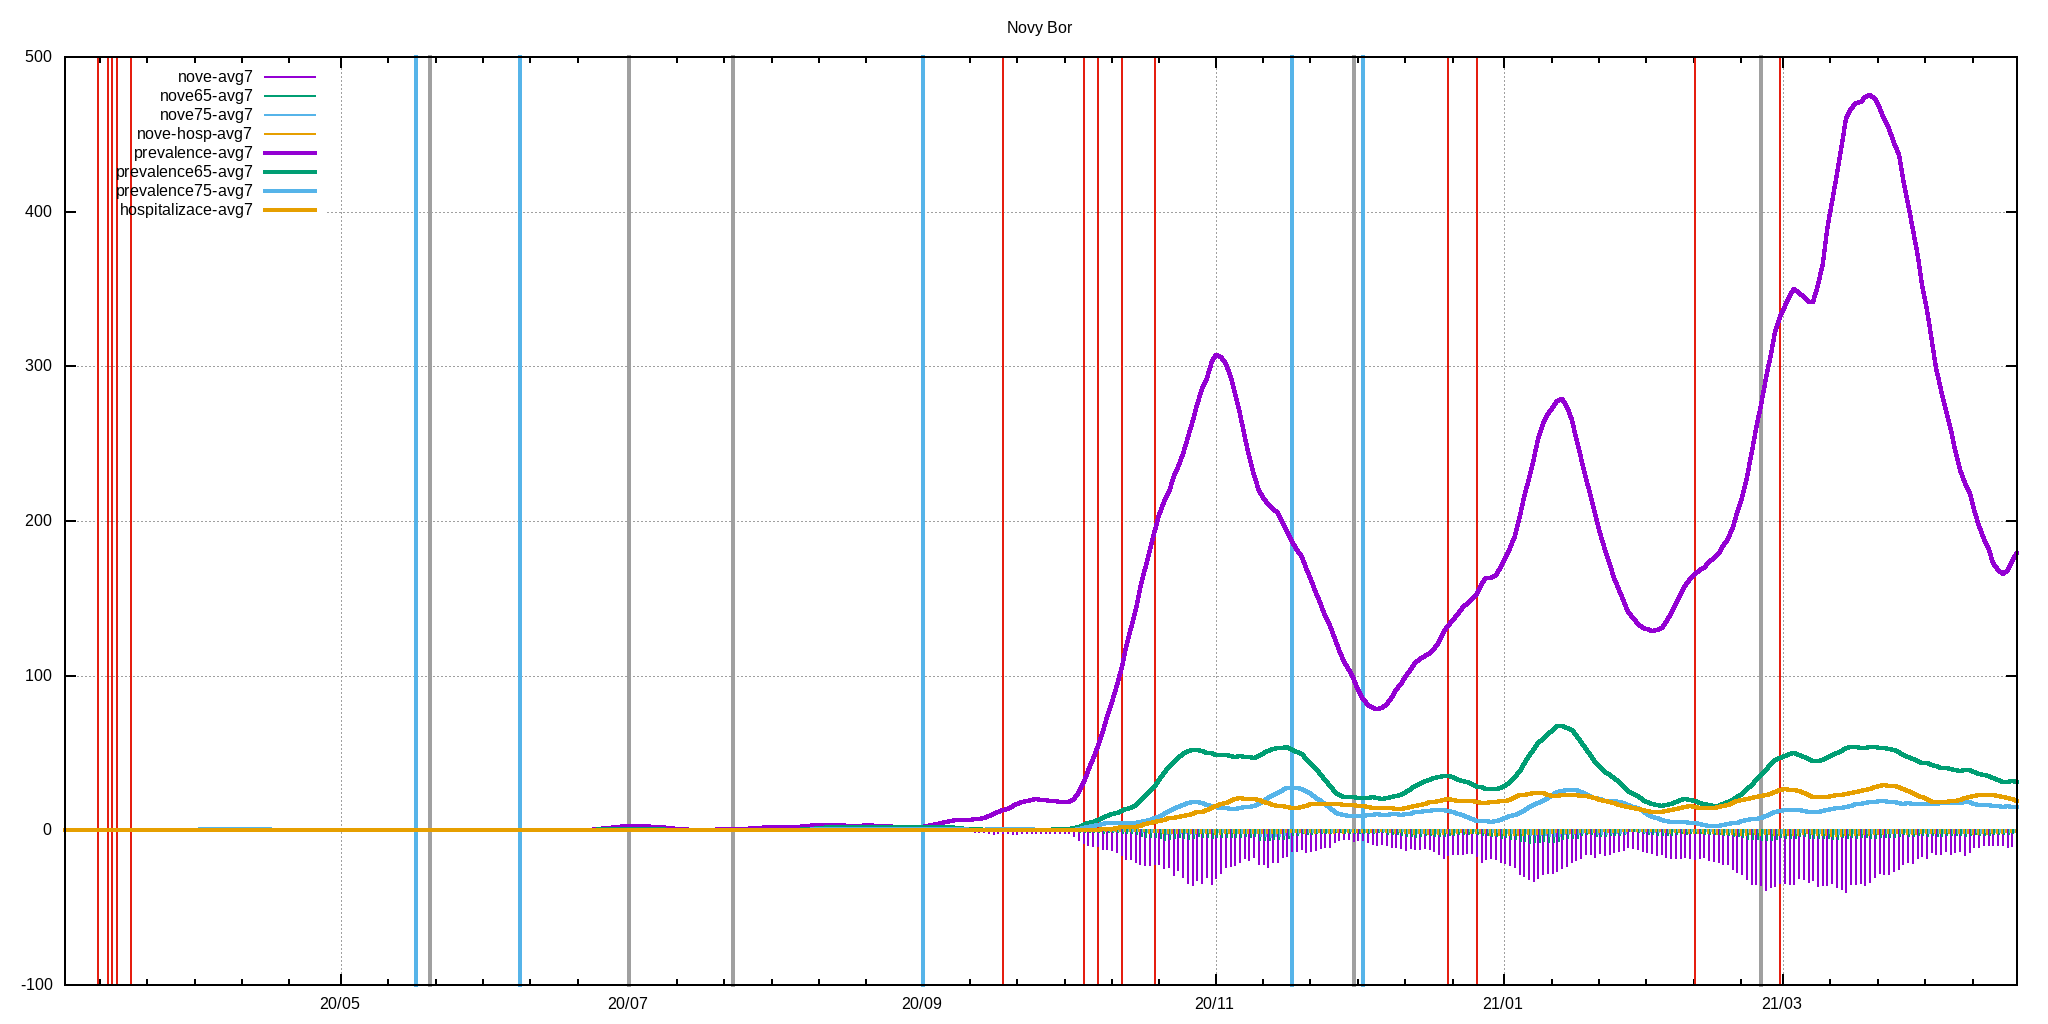 Novy Bor
500
400
300
200
100
0
-100
nove-avg7
nove65-avg7
nove75-avg7
nove-hosp-avg7
prevalence-avg7
prevalence65-avg7
prevalence75-avg7
hospitalizace-avg7
20/05
20/07
20/09
20/11
21/01
21/03